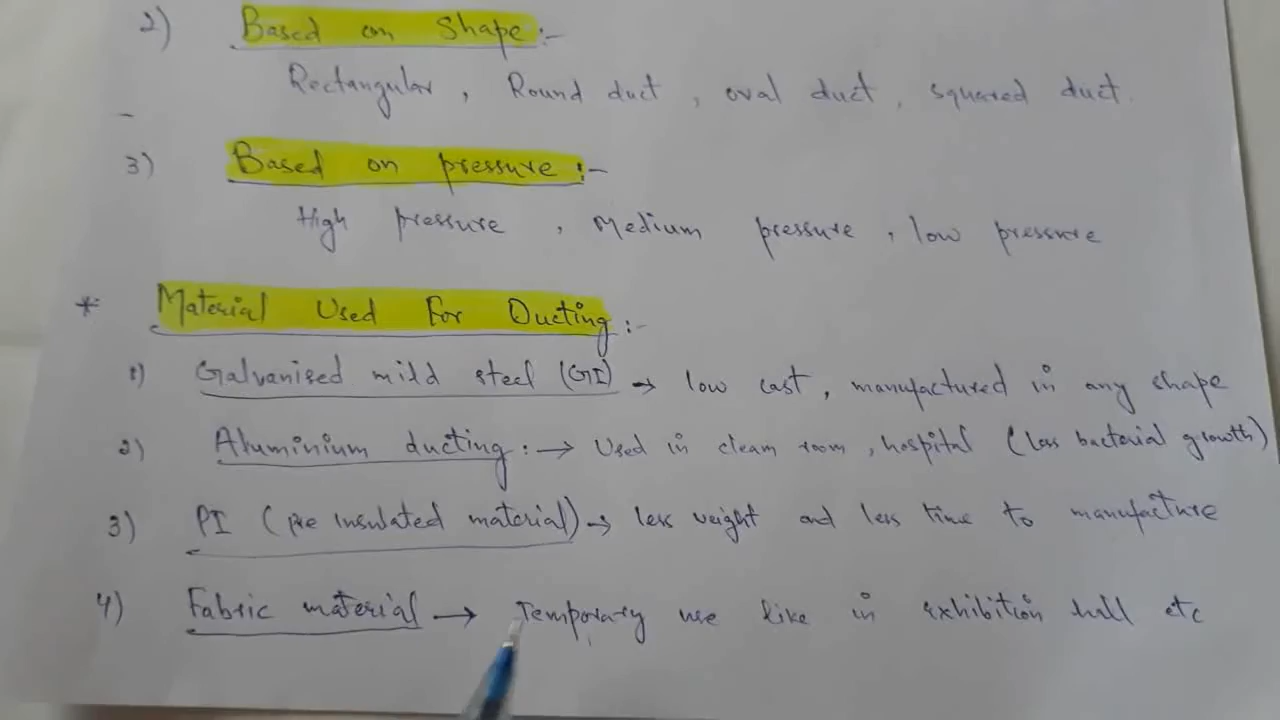 2) Based on Shape:-
Rectangular, Round duct, oval duct, squared duct.
-
3) Based on pressure:-
High pressure, Medium pressure, low pressure
* Material Used For Ducting:-
1) Galvanised mild steel (GI) → low cast, manufactured in any shape
2) Aluminium ducting:→ Used in clean room, hospital (less bacterial growth)
3) PI (pre insulated material) → less weight and less time to manufacture
4) Fabric material → Temporary use like in exhibition hall etc